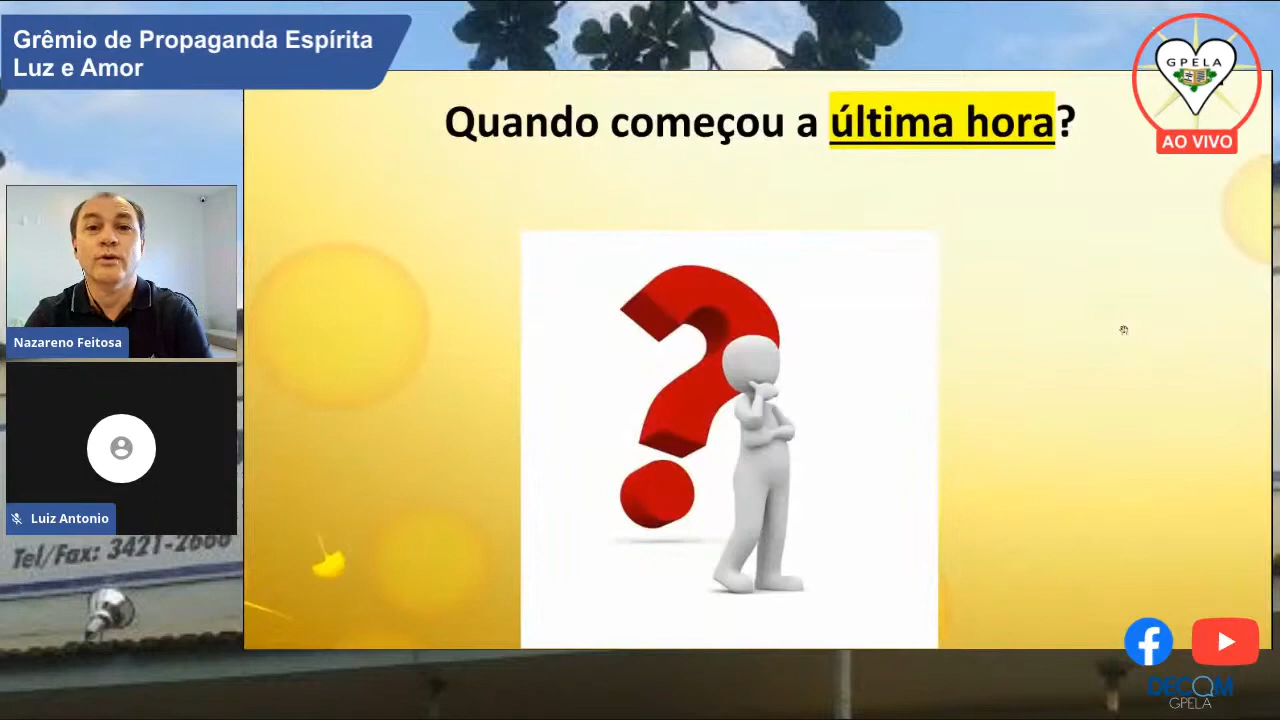 Grêmio de Propaganda Espírita
Luz e Amor
Quando começou a última hora?
GPELA
AO VIVO
Nazareno Feitosa
Luiz Antonio
Tel/Fax: 3421-2668
DECOM
GPELA